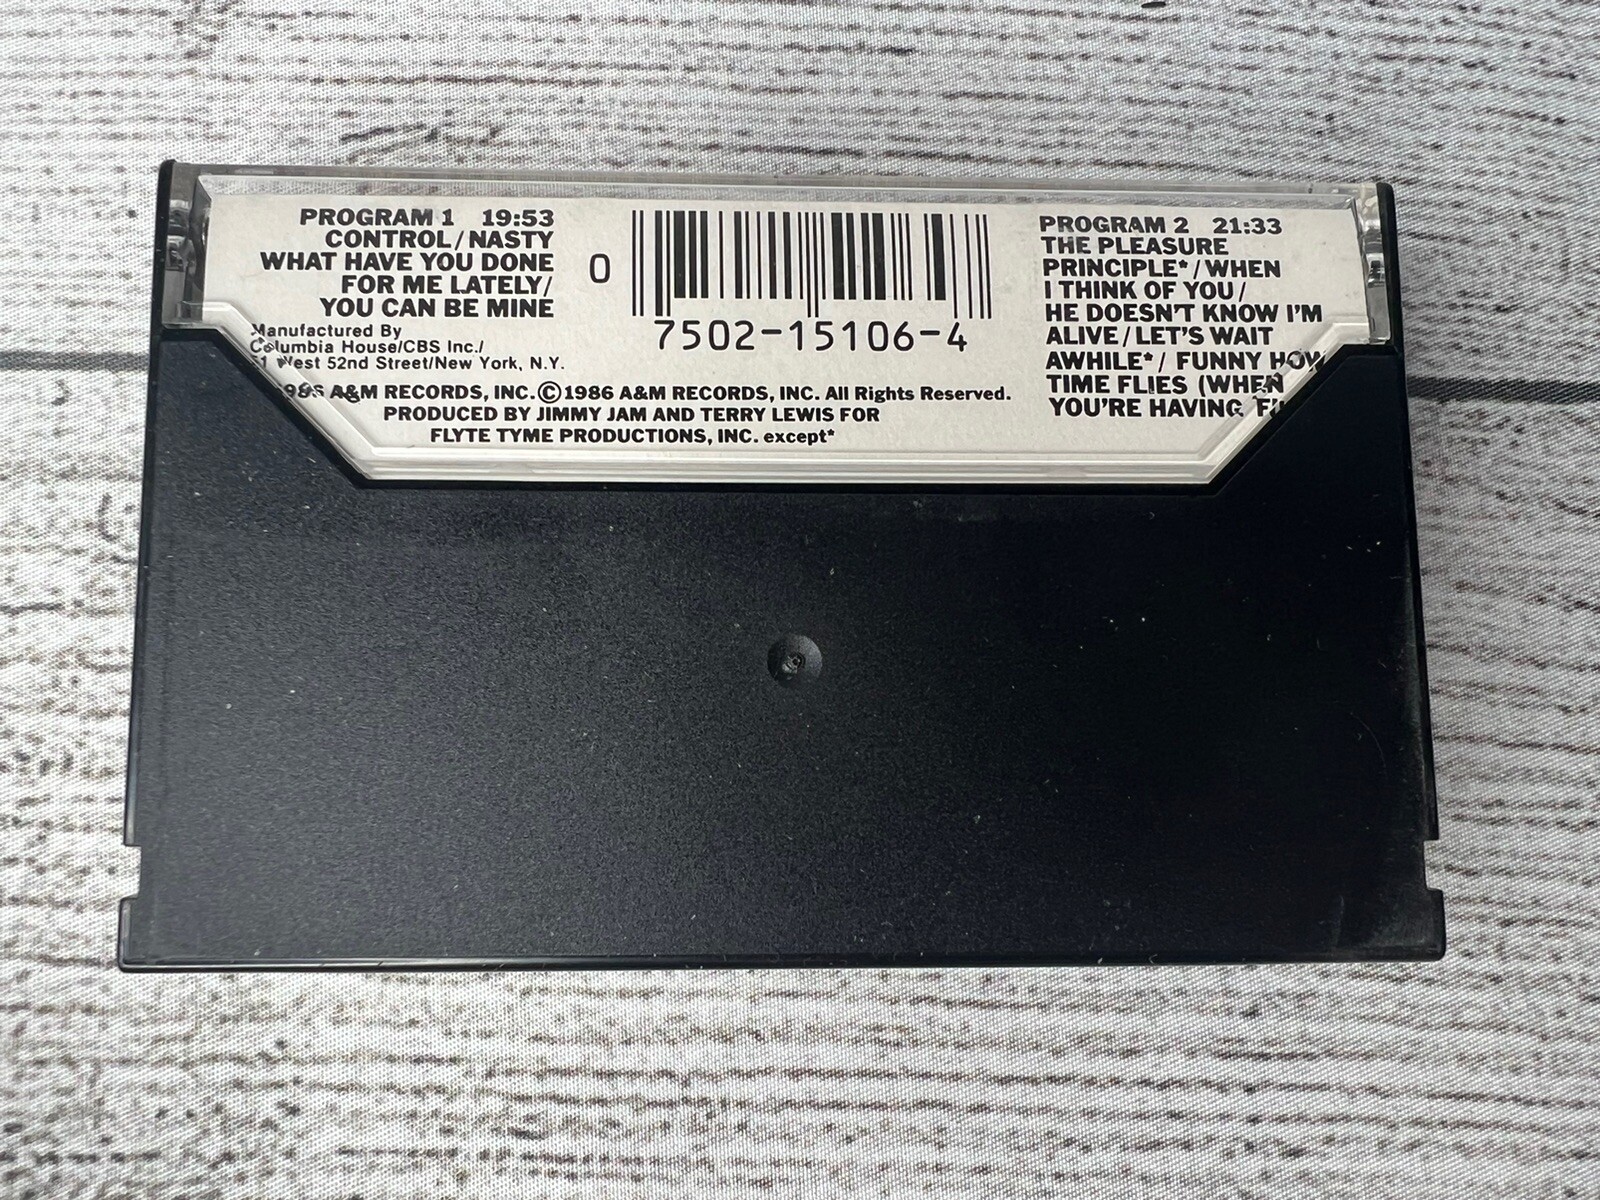 PROGRAM 1 19:53
CONTROL/NASTY
WHAT HAVE YOU DONE
FOR ME LATELY/
YOU CAN BE MINE
Manufactured By
Columbia House/CBS Inc./
51 West 52nd Street/New York, N.Y.
1986 A&M RECORDS, INC. ©1986 A&M RECORDS, INC. All Rights Reserved.
PRODUCED BY JIMMY JAM AND TERRY LEWIS FOR
FLYTE TYME PRODUCTIONS, INC. except*
0
7502-15106-4
PROGRAM 2 21:33
THE PLEASURE
PRINCIPLE*/WHEN
I THINK OF YOU/
HE DOESN'T KNOW I'M
ALIVE/LET'S WAIT
AWHILE*/ FUNNY HOW
TIME FLIES (WHEN
YOU'RE HAVING